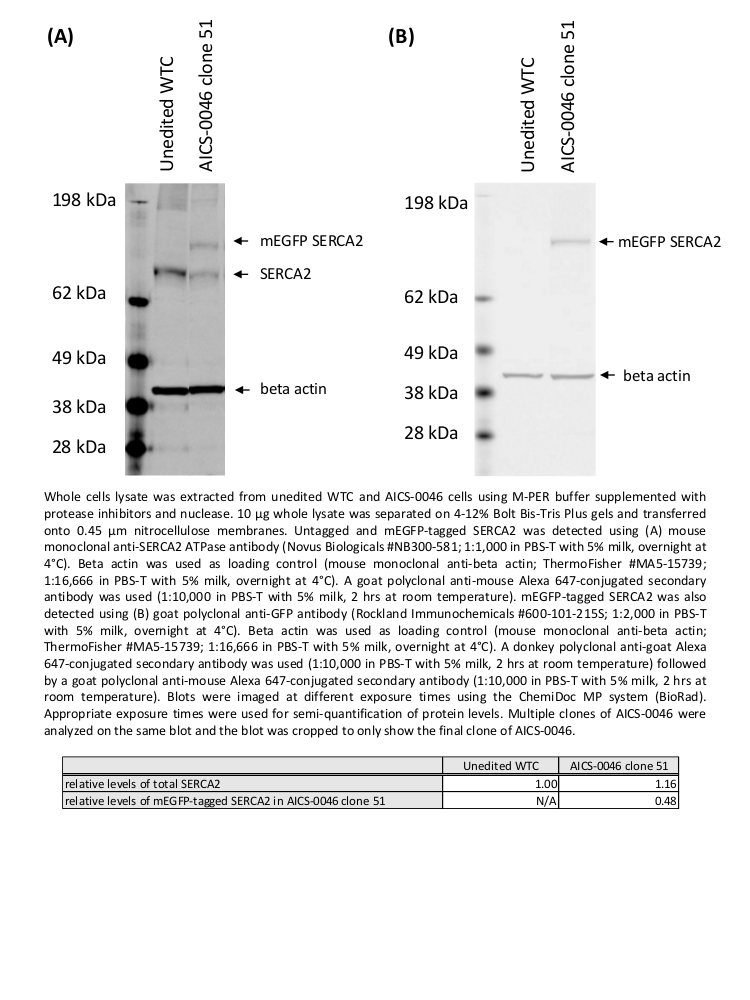 (A)
Unedited WTC
AICS-0046 clone 51
198 kDa
62 kDa
49 kDa
38 kDa
28 kDa
mEGFP SERCA2
SERCA2
beta actin
(B)
Unedited WTC
AICS-0046 clone 51
198 kDa
62 kDa
49 kDa
38 kDa
28 kDa
mEGFP SERCA2
beta actin
Whole cells lysate was extracted from unedited WTC and AICS-0046 cells using M-PER buffer supplemented with
protease inhibitors and nuclease. 10 µg whole lysate was separated on 4-12% Bolt Bis-Tris Plus gels and transferred
onto 0.45 µm nitrocellulose membranes. Untagged and mEGFP-tagged SERCA2 was detected using (A) mouse
monoclonal anti-SERCA2 ATPase antibody (Novus Biologicals #NB300-581; 1:1,000 in PBS-T with 5% milk, overnight at
4°C). Beta actin was used as loading control (mouse monoclonal anti-beta actin; ThermoFisher #MA5-15739;
1:16,666 in PBS-T with 5% milk, overnight at 4°C). A goat polyclonal anti-mouse Alexa 647-conjugated secondary
antibody was used (1:10,000 in PBS-T with 5% milk, 2 hrs at room temperature). mEGFP-tagged SERCA2 was also
detected using (B) goat polyclonal anti-GFP antibody (Rockland Immunochemicals #600-101-215S; 1:2,000 in PBS-T
with 5% milk, overnight at 4°C). Beta actin was used as loading control (mouse monoclonal anti-beta actin;
ThermoFisher #MA5-15739; 1:16,666 in PBS-T with 5% milk, overnight at 4°C). A donkey polyclonal anti-goat Alexa
647-conjugated secondary antibody was used (1:10,000 in PBS-T with 5% milk, 2 hrs at room temperature) followed
by a goat polyclonal anti-mouse Alexa 647-conjugated secondary antibody (1:10,000 in PBS-T with 5% milk, 2 hrs at
room temperature). Blots were imaged at different exposure times using the ChemiDoc MP system (BioRad).
Appropriate exposure times were used for semi-quantification of protein levels. Multiple clones of AICS-0046 were
analyzed on the same blot and the blot was cropped to only show the final clone of AICS-0046.
Unedited WTC AICS-0046 clone 51
relative levels of total SERCA2 1.00 1.16
relative levels of mEGFP-tagged SERCA2 in AICS-0046 clone 51 N/A 0.48